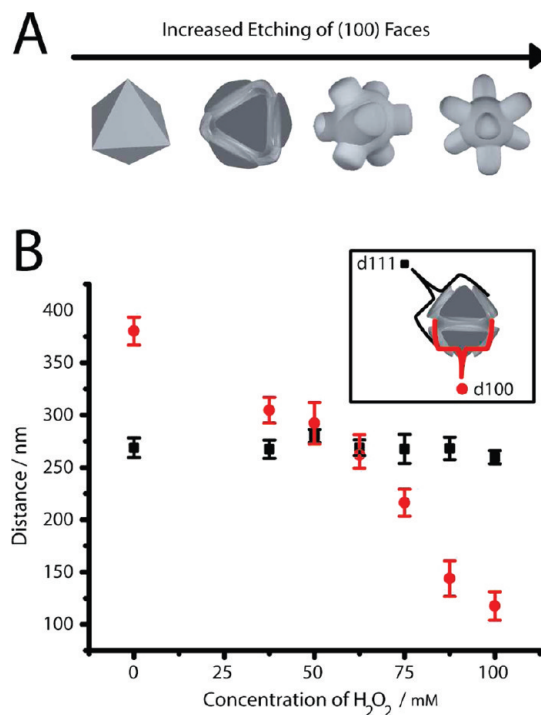 A
Increased Etching of (100) Faces
B
d111
d100
400
350
300
250
200
150
100
Distance / nm
0
25
50
75
100
Concentration of H₂O₂ / mM